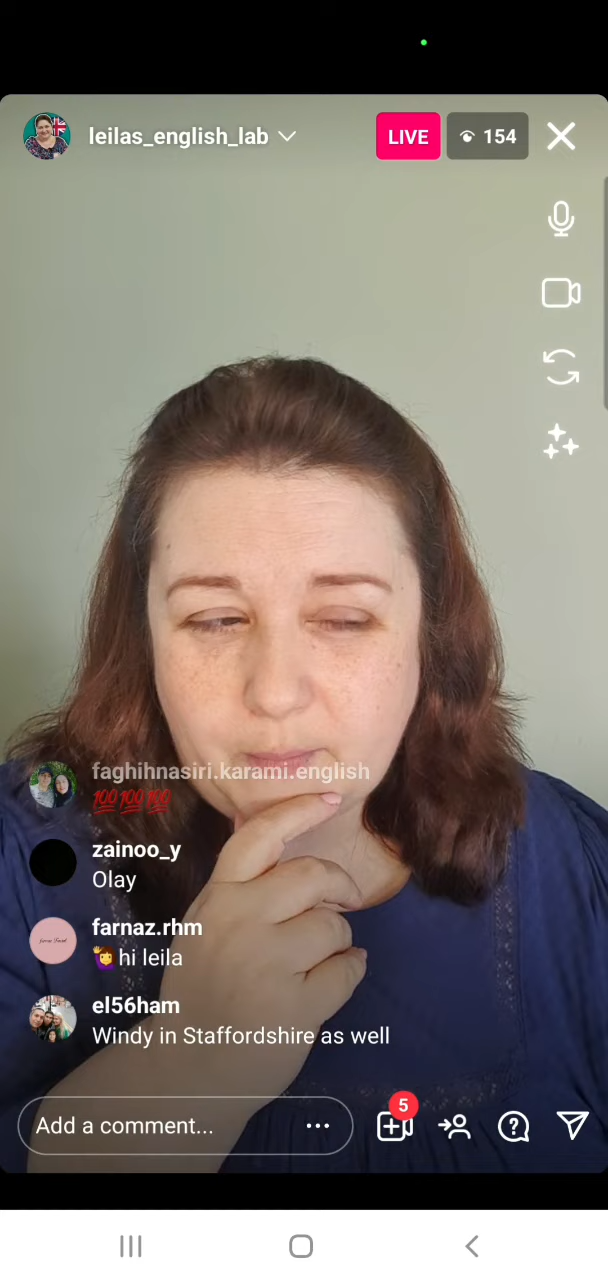 leilas_english_lab
LIVE
154
faghihnasiri.karami.english
💯💯💯
zainoo_y
Olay
farnaz.rhm
🙋‍♀️hi leila
el56ham
Windy in Staffordshire as well
Add a comment...
5